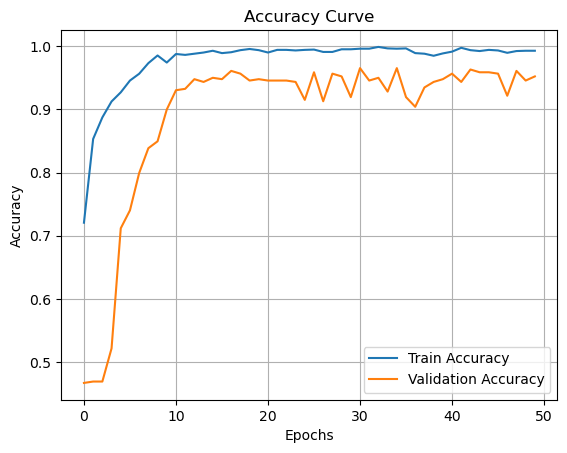 Accuracy Curve
1.0
0.9
0.8
0.7
0.6
0.5
Accuracy
0 10 20 30 40 50
Epochs
Train Accuracy
Validation Accuracy